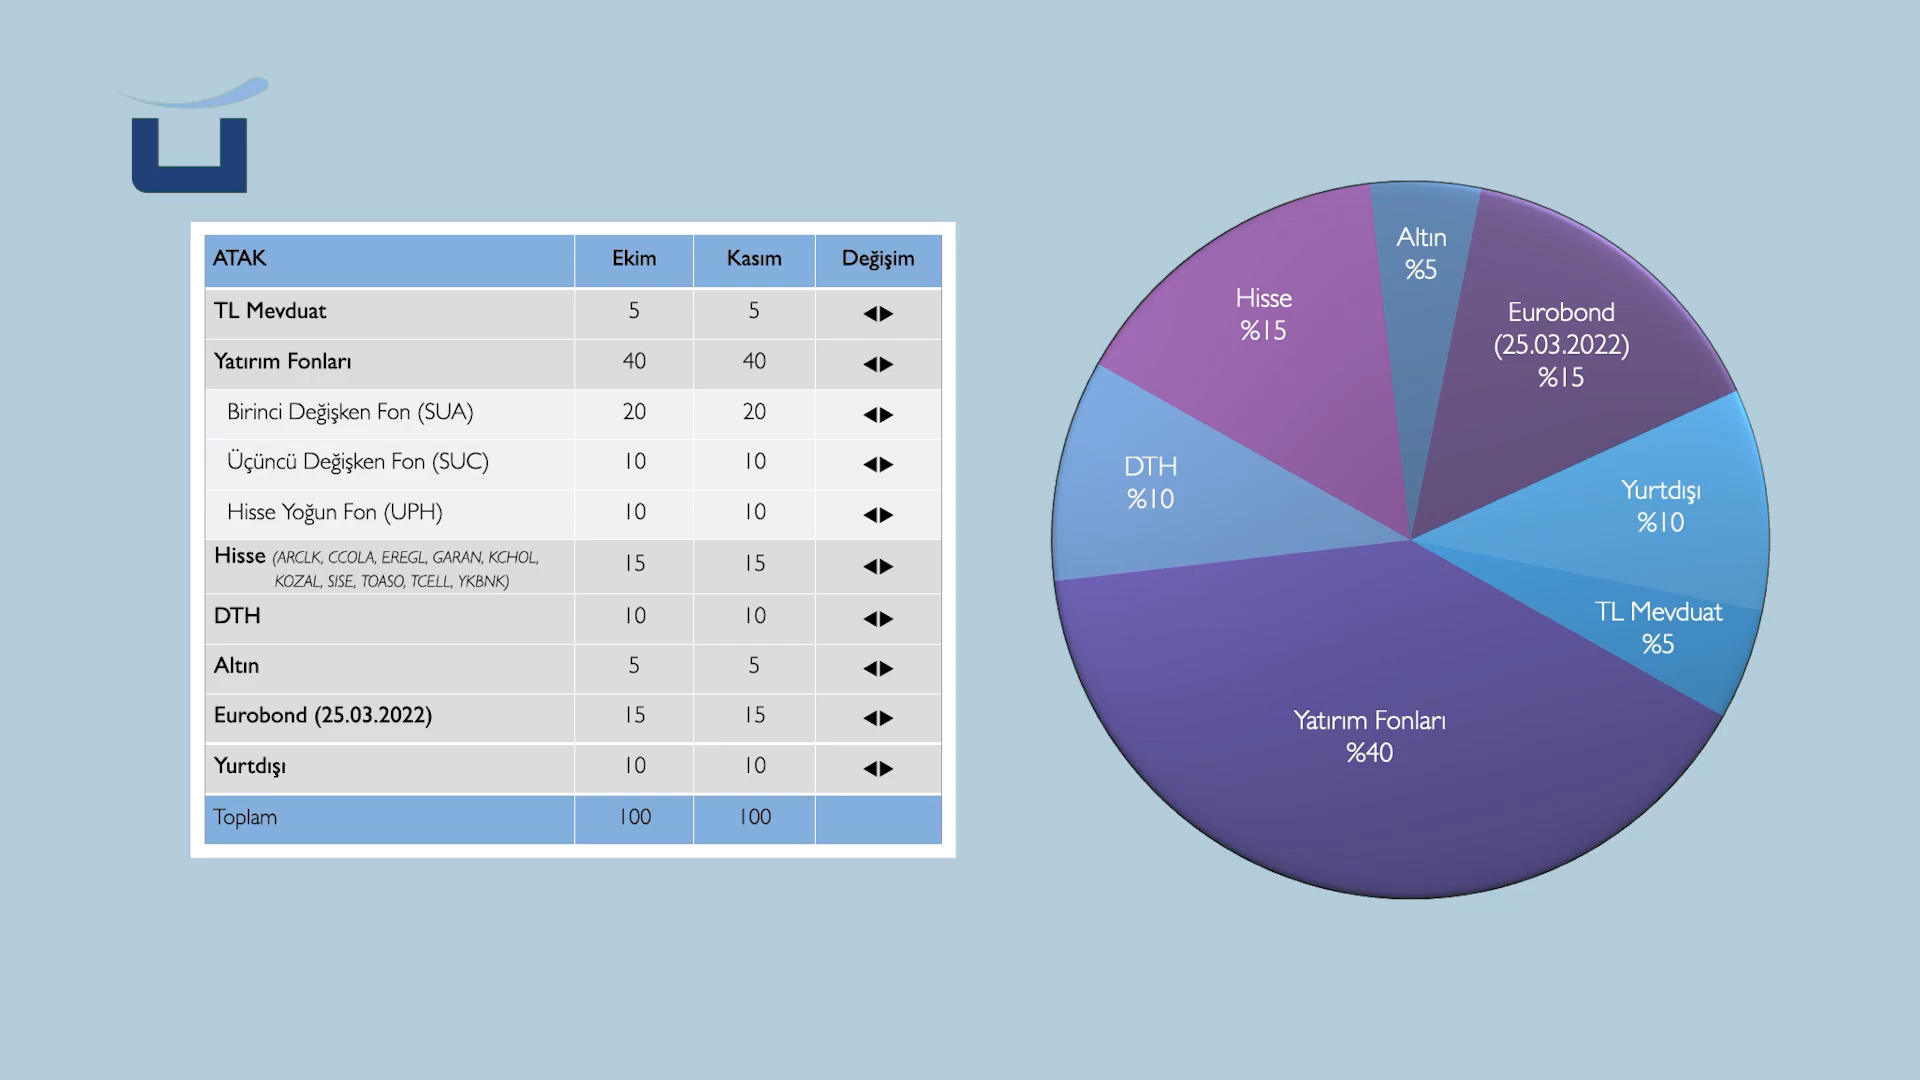 ATAK Ekim Kasım Değişim
TL Mevduat 5 5 ◀▶
Yatırım Fonları 40 40 ◀▶
Birinci Değişken Fon (SUA) 20 20 ◀▶
Üçüncü Değişken Fon (SUC) 10 10 ◀▶
Hisse Yoğun Fon (UPH) 10 10 ◀▶
Hisse (ARCLK, CCOLA, EREGL, GARAN, KCHOL, 15 15 ◀▶
KOZAL, SISE, TOASO, TCELL, YKBNK)
DTH 10 10 ◀▶
Altın 5 5 ◀▶
Eurobond (25.03.2022) 15 15 ◀▶
Yurtdışı 10 10 ◀▶
Toplam 100 100
Altın
%5
Eurobond
(25.03.2022)
%15
Yurtdışı
%10
TL Mevduat
%5
Yatırım Fonları
%40
DTH
%10
Hisse
%15